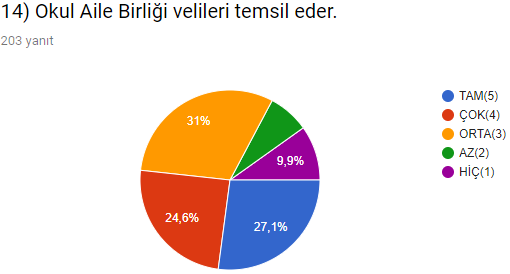 14) Okul Aile Birliği velileri temsil eder.
203 yanıt
TAM(5)
ÇOK(4)
ORTA(3)
AZ(2)
HİÇ(1)
31%
9,9%
24,6%
27,1%